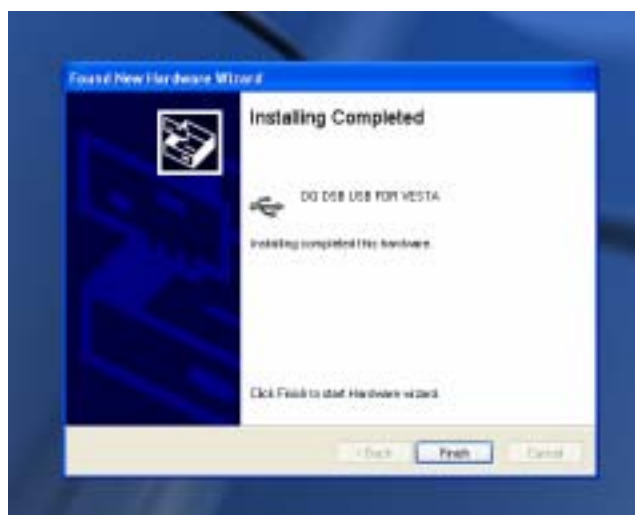 Found New Hardware Wizard
Installing Completed
DG DSB USB FOR VESTA
Installing completed this hardware.
Click Finish to start Hardware wizard.
< Back
Finish
Cancel